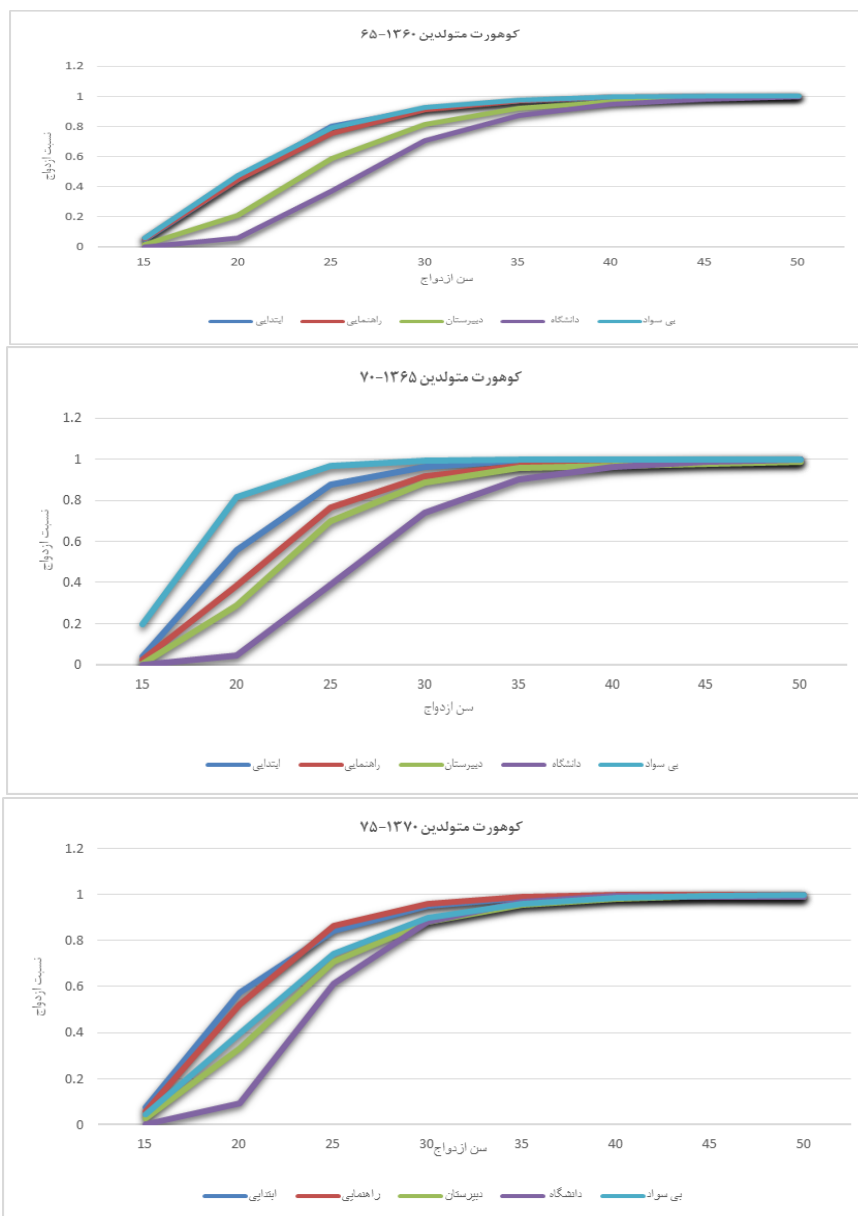 کوهورت متولدین ۱۳۶۰-۶۵
1.2
1
0.8
0.6
0.4
0.2
0
نسبت ازدواج
15 20 25 30 35 40 45 50
سن ازدواج
ابتدایی راهنمایی دبیرستان دانشگاه بی سواد
کوهورت متولدین ۱۳۶۵-۷۰
1.2
1
0.8
0.6
0.4
0.2
0
نسبت ازدواج
15 20 25 30 35 40 45 50
سن ازدواج
ابتدایی راهنمایی دبیرستان دانشگاه بی سواد
کوهورت متولدین ۱۳۷۰-۷۵
1.2
1
0.8
0.6
0.4
0.2
0
نسبت ازدواج
15 20 25 30 35 40 45 50
سن ازدواج
ابتدایی راهنمایی دبیرستان دانشگاه بی سواد